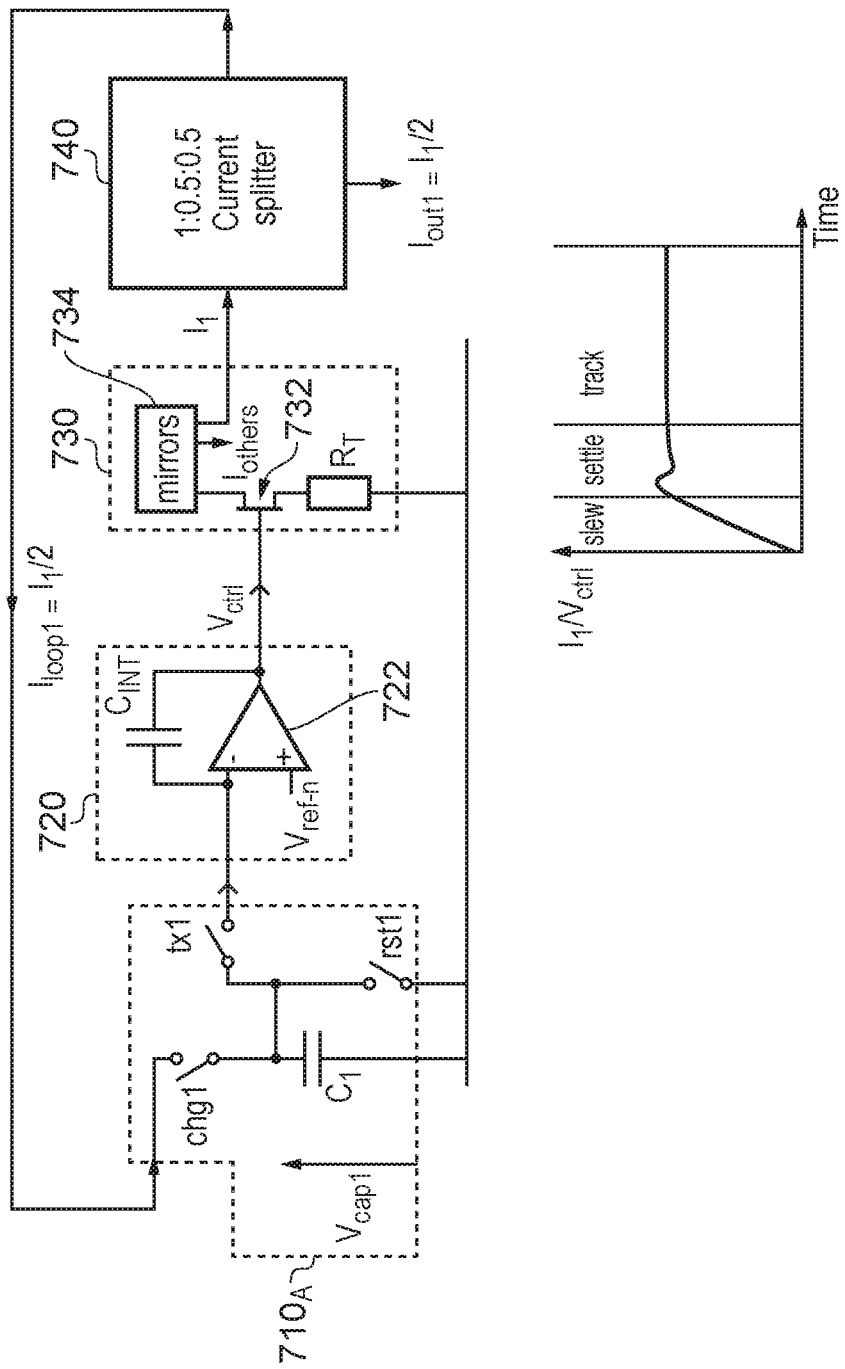 I_loop1 = I_1/2
710_A
V_cap1
chg1
C_1
tx1
rst1
720
C_INT
-
+
V_ref-n
722
V_ctrl
730
734
mirrors
I_others
732
R_T
I_1
740
1:0.5:0.5
Current
splitter
I_out1 = I_1/2
I_1/V_ctrl
slew
settle
track
Time